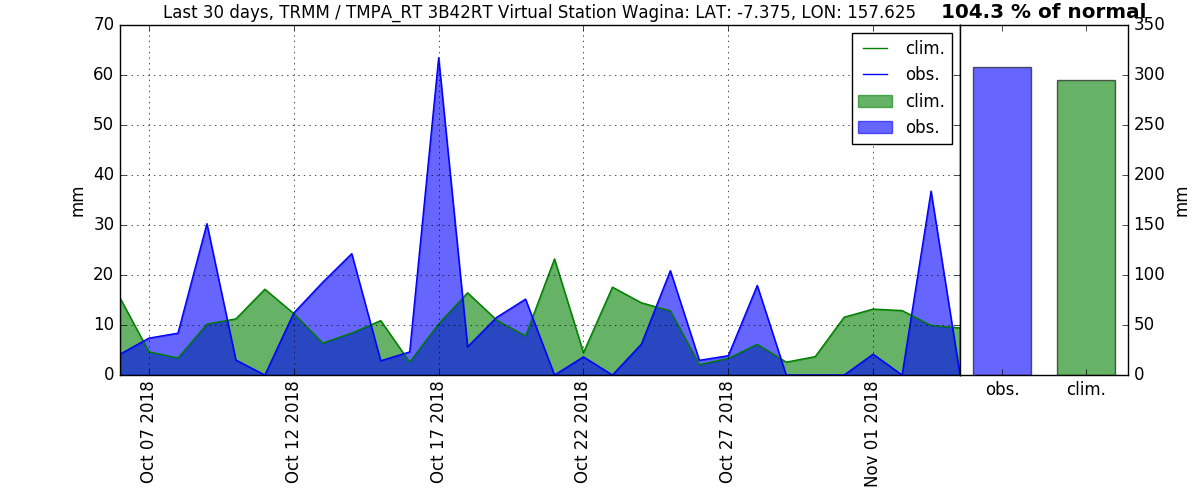 Last 30 days, TRMM / TMPA_RT 3B42RT Virtual Station Wagina: LAT: -7.375, LON: 157.625
104.3 % of normal
70
60
50
40
30
20
10
0
mm
clim.
obs.
clim.
obs.
350
300
250
200
150
100
50
0
mm
obs.
clim.
Oct 07 2018
Oct 12 2018
Oct 17 2018
Oct 22 2018
Oct 27 2018
Nov 01 2018